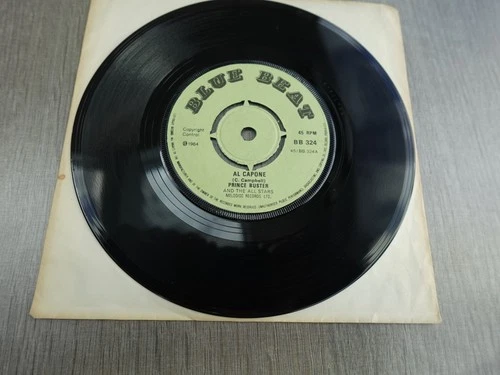 BLUE BEAT
Copyright
Control
℗1964
45 RPM
BB 324
AL CAPONE
(C. Campbell)
PRINCE BUSTER
AND THE ALL STARS
MELODISC RECORDS LTD.